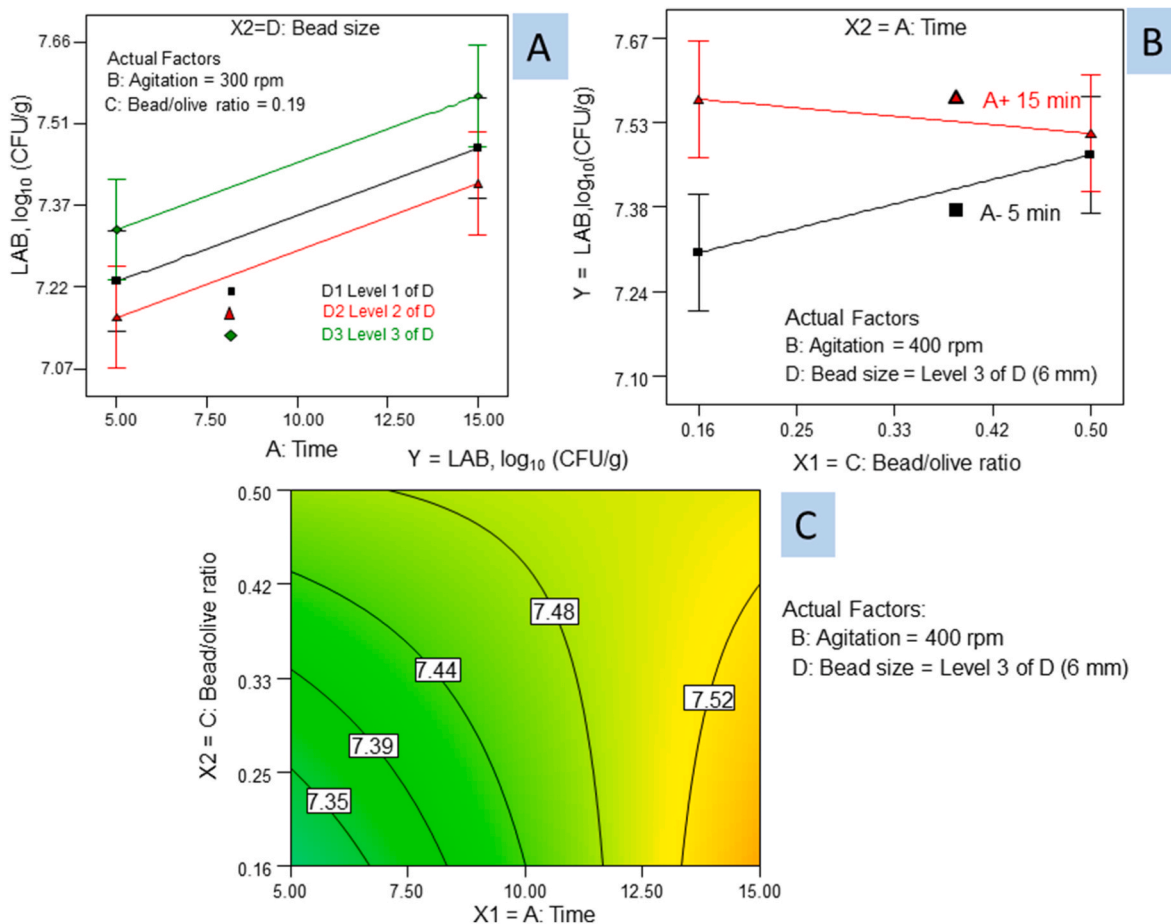 X2=D: Bead size
A
Actual Factors
B: Agitation = 300 rpm
C: Bead/olive ratio = 0.19
LAB, log₁₀ (CFU/g)
7.66
7.51
7.37
7.22
7.07
D1 Level 1 of D
D2 Level 2 of D
D3 Level 3 of D
5.00 7.50 10.00 12.50 15.00
A: Time
X2 = A: Time
B
Y = LAB,log₁₀(CFU/g)
7.67
7.53
7.38
7.24
7.10
A+ 15 min
A- 5 min
Actual Factors
B: Agitation = 400 rpm
D: Bead size = Level 3 of D (6 mm)
0.16 0.25 0.33 0.42 0.50
X1 = C: Bead/olive ratio
Y = LAB, log₁₀ (CFU/g)
C
X2 = C: Bead/olive ratio
0.50
0.42
0.33
0.25
0.16
7.48
7.44
7.52
7.39
7.35
5.00 7.50 10.00 12.50 15.00
X1 = A: Time
Actual Factors:
B: Agitation = 400 rpm
D: Bead size = Level 3 of D (6 mm)